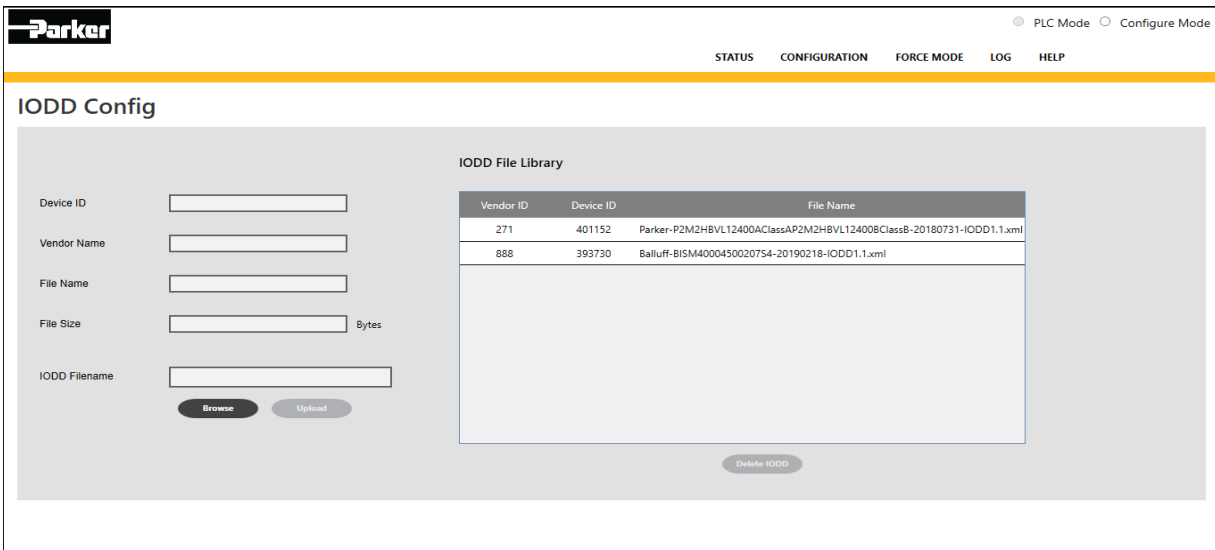 Parker
PLC Mode Configure Mode
STATUS CONFIGURATION FORCE MODE LOG HELP
IODD Config
IODD File Library
Device ID
Vendor Name
File Name
File Size Bytes
IODD Filename
Browse Upload
Vendor ID Device ID File Name
271 401152 Parker-P2M2HBVL12400AClassAP2M2HBVL12400BClassB-20180731-IODD1.1.xml
888 393730 Balluff-BISM40004500207S4-20190218-IODD1.1.xml
Delete IODD